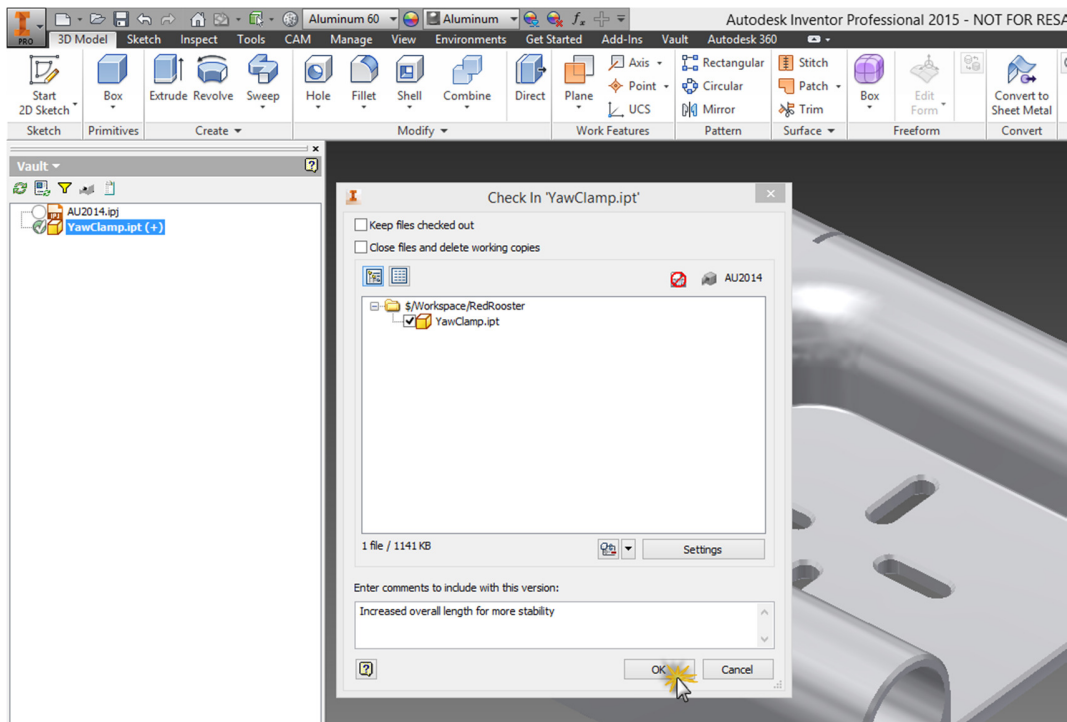 Aluminum 60
Aluminum
Autodesk Inventor Professional 2015 - NOT FOR RESA
PRO
3D Model Sketch Inspect Tools CAM Manage View Environments Get Started Add-Ins Vault Autodesk 360
Start
2D Sketch
Box
Extrude
Revolve
Sweep
Hole
Fillet
Shell
Combine
Direct
Plane
Axis
Point
UCS
Rectangular
Circular
Mirror
Stitch
Patch
Trim
Box
Edit
Form
Convert to
Sheet Metal
Sketch Primitives Create Modify Work Features Pattern Surface Freeform Convert
Vault
AU2014.ipj
YawClamp.ipt (+)
Check In 'YawClamp.ipt'
Keep files checked out
Close files and delete working copies
AU2014
$/Workspace/RedRooster
YawClamp.ipt
1 file / 1141 KB
Settings
Enter comments to include with this version:
Increased overall length for more stability
OK
Cancel